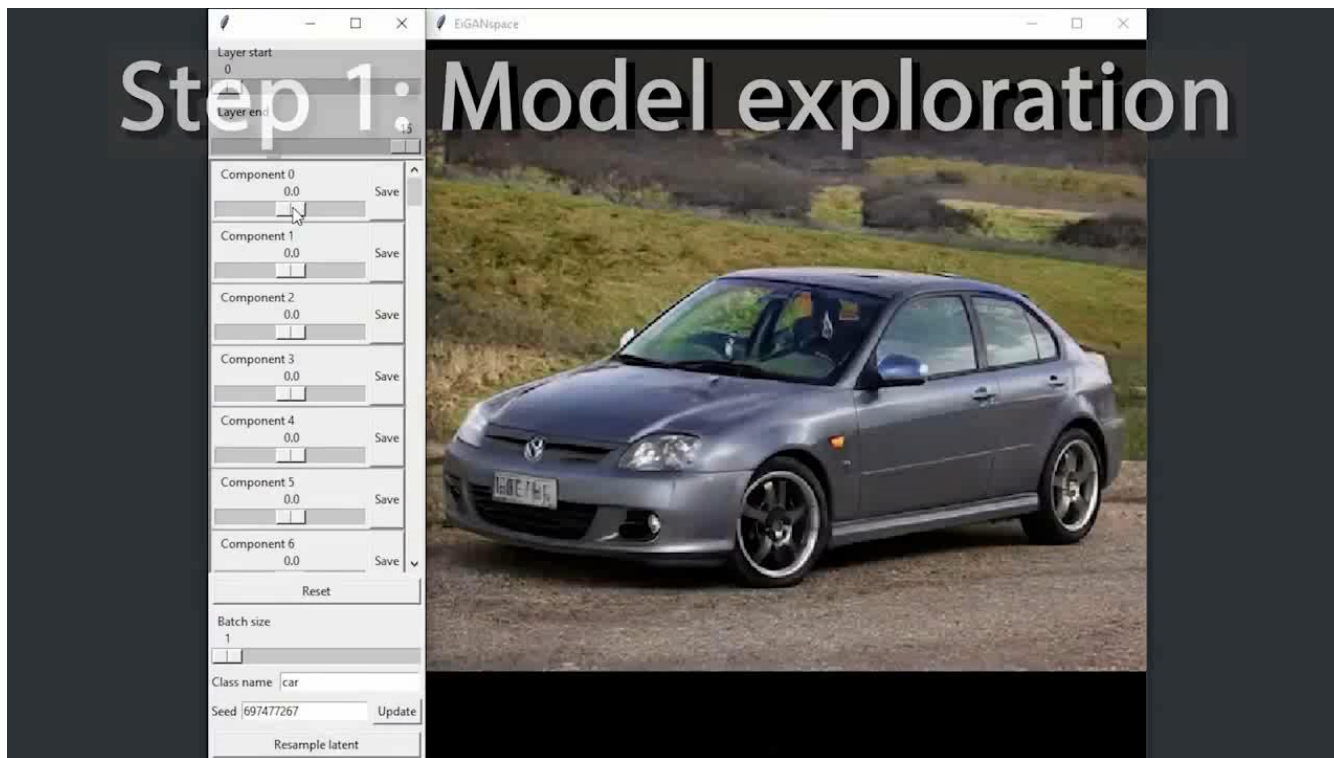 EiGANspace
Step 1: Model exploration
Layer start
0
Layer end
15
Component 0
0.0
Save
Component 1
0.0
Save
Component 2
0.0
Save
Component 3
0.0
Save
Component 4
0.0
Save
Component 5
0.0
Save
Component 6
0.0
Save
Reset
Batch size
1
Class name car
Seed 697477267 Update
Resample latent